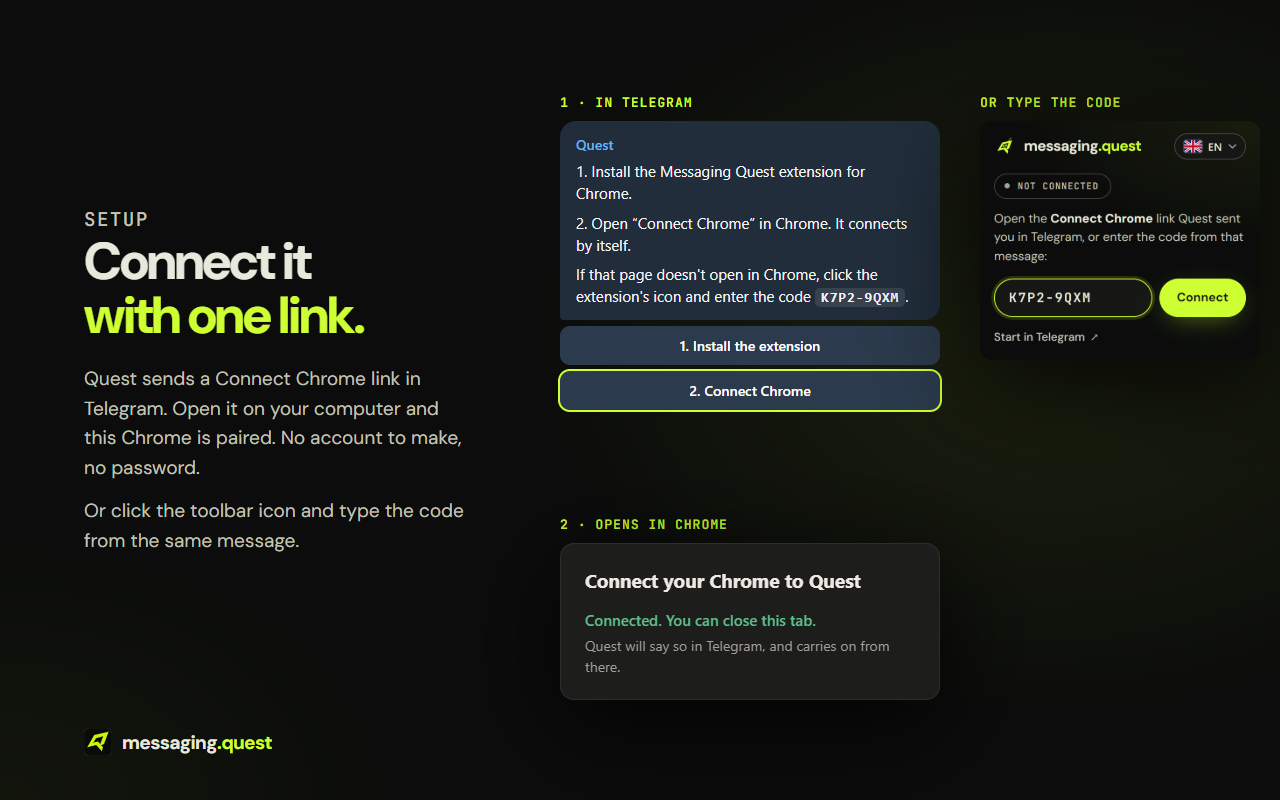 SETUP
Connect it
with one link.
Quest sends a Connect Chrome link in
Telegram. Open it on your computer and
this Chrome is paired. No account to make,
no password.
Or click the toolbar icon and type the code
from the same message.
messaging.quest
1 · IN TELEGRAM
Quest
1. Install the Messaging Quest extension for
Chrome.
2. Open “Connect Chrome” in Chrome. It connects
by itself.
If that page doesn't open in Chrome, click the
extension's icon and enter the code K7P2-9QXM.
1. Install the extension
2. Connect Chrome
2 · OPENS IN CHROME
Connect your Chrome to Quest
Connected. You can close this tab.
Quest will say so in Telegram, and carries on from
there.
OR TYPE THE CODE
messaging.quest
EN
NOT CONNECTED
Open the Connect Chrome link Quest sent
you in Telegram, or enter the code from that
message:
K7P2-9QXM
Connect
Start in Telegram ↗